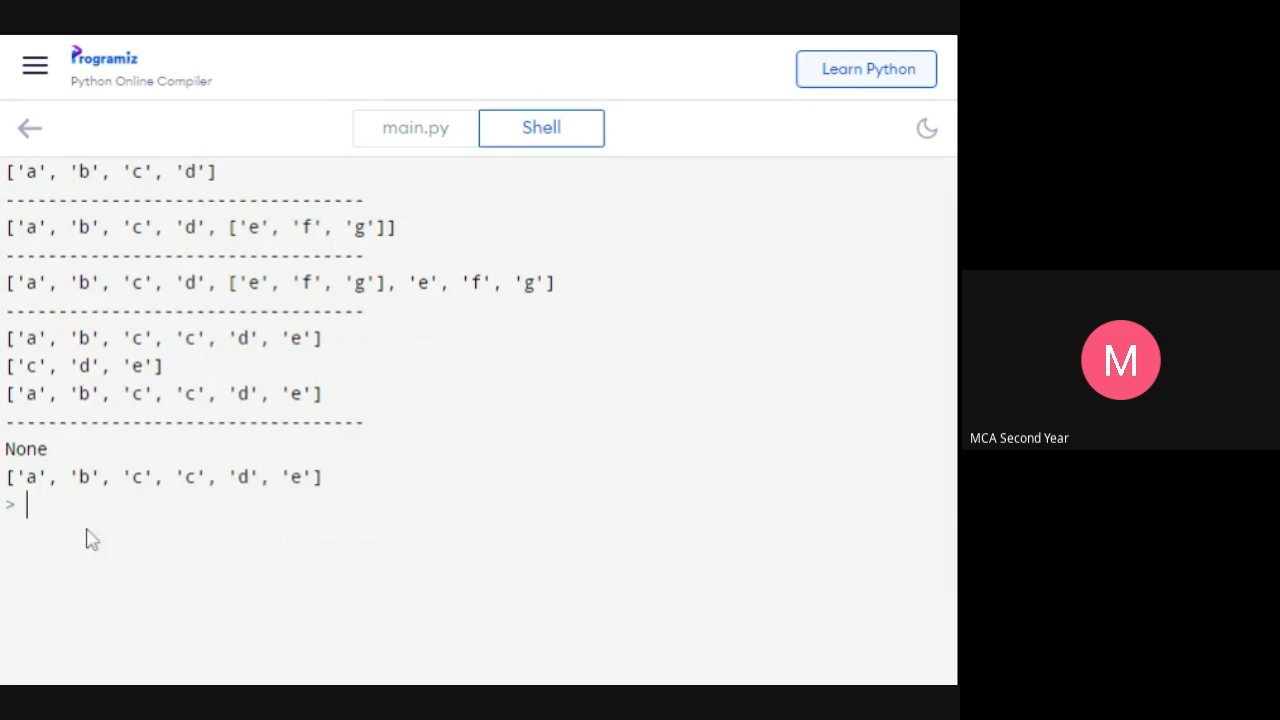 Programiz
Python Online Compiler
Learn Python
main.py
Shell
['a', 'b', 'c', 'd']
----------------------------------
['a', 'b', 'c', 'd', ['e', 'f', 'g']]
----------------------------------
['a', 'b', 'c', 'd', ['e', 'f', 'g'], 'e', 'f', 'g']
----------------------------------
['a', 'b', 'c', 'c', 'd', 'e']
['c', 'd', 'e']
['a', 'b', 'c', 'c', 'd', 'e']
----------------------------------
None
['a', 'b', 'c', 'c', 'd', 'e']
>
M
MCA Second Year